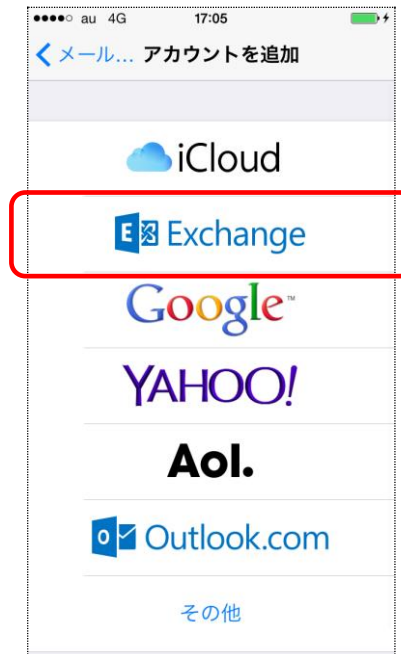 au 4G 17:05
メール... アカウントを追加
iCloud
E Exchange
Google™
YAHOO!
Aol.
o Outlook.com
その他